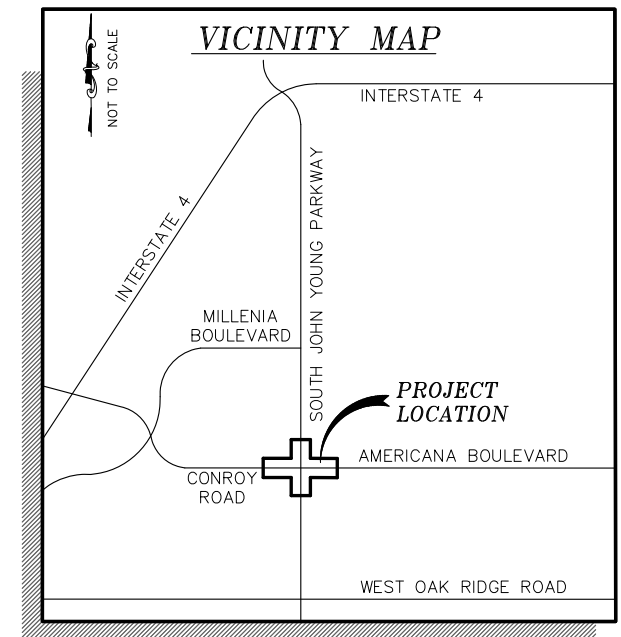 VICINITY MAP
NOT TO SCALE
INTERSTATE 4
INTERSTATE 4
SOUTH JOHN YOUNG PARKWAY
MILLENIA
BOULEVARD
PROJECT
LOCATION
AMERICANA BOULEVARD
CONROY
ROAD
WEST OAK RIDGE ROAD